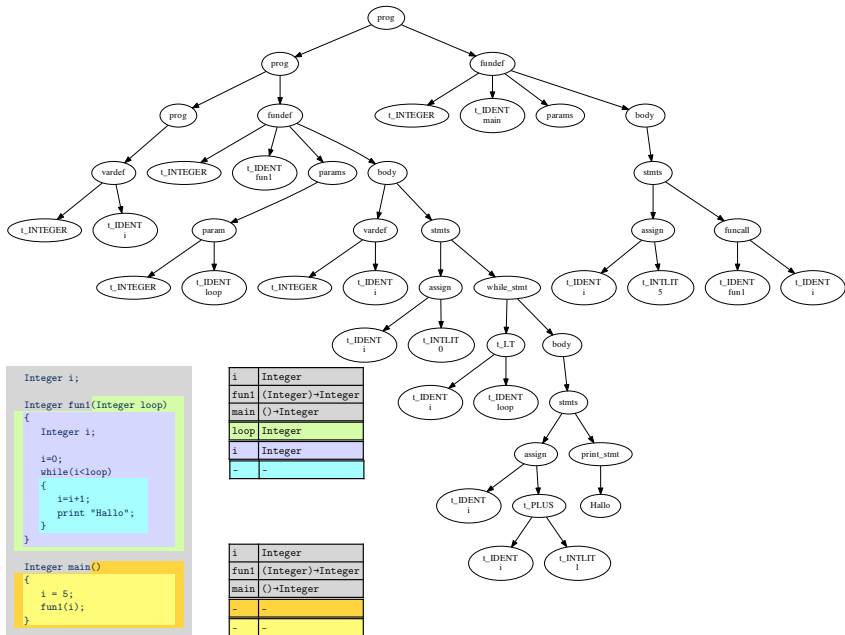 prog
prog
fundef
prog
fundef
t_INTEGER
t_IDENT
main
params
body
vardef
t_INTEGER
t_IDENT
fun1
params
body
stmts
t_INTEGER
t_IDENT
i
param
vardef
stmts
assign
funcall
t_INTEGER
t_IDENT
loop
t_INTEGER
t_IDENT
i
assign
while_stmt
t_IDENT
i
t_INTLIT
5
t_IDENT
fun1
t_IDENT
i
t_IDENT
i
t_INTLIT
0
t_LT
body
t_IDENT
i
t_IDENT
loop
stmts
assign
print_stmt
t_IDENT
i
t_PLUS
Hallo
t_IDENT
i
t_INTLIT
1
Integer i;
Integer fun1(Integer loop)
{
Integer i;
i=0;
while(i<loop)
{
i=i+1;
print "Hallo";
}
}
Integer main()
{
i = 5;
fun1(i);
}
i Integer
fun1 (Integer)→Integer
main ()→Integer
loop Integer
i Integer
- -
i Integer
fun1 (Integer)→Integer
main ()→Integer
- -
- -